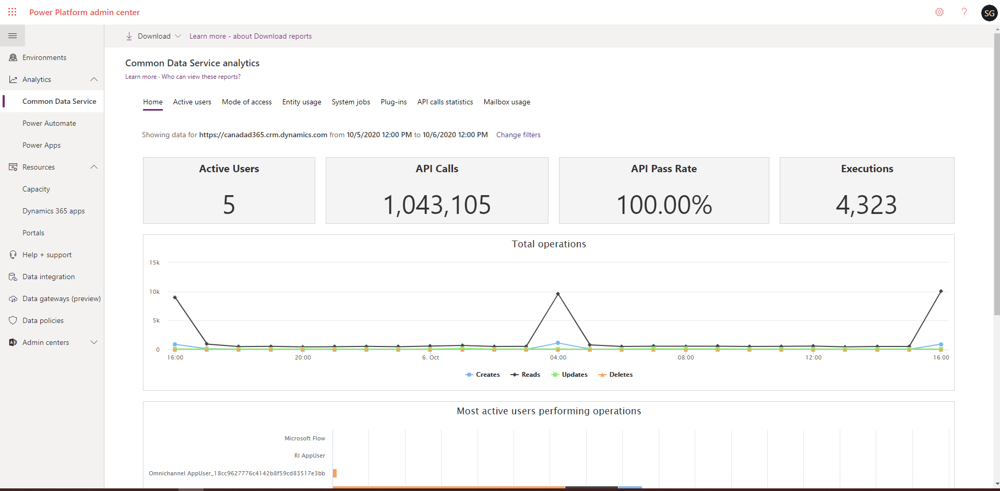 Power Platform admin center
SG
Download
Learn more - about Download reports
Environments
Analytics
Common Data Service
Power Automate
Power Apps
Resources
Capacity
Dynamics 365 apps
Portals
Help + support
Data integration
Data gateways (preview)
Data policies
Admin centers
Common Data Service analytics
Learn more · Who can view these reports?
Home Active users Mode of access Entity usage System jobs Plug-ins API calls statistics Mailbox usage
Showing data for https://canadad365.crm.dynamics.com from 10/5/2020 12:00 PM to 10/6/2020 12:00 PM Change filters
Active Users
5
API Calls
1,043,105
API Pass Rate
100.00%
Executions
4,323
Total operations
15k
10k
5k
0
16:00 20:00 6. Oct 04:00 08:00 12:00 16:00
Creates Reads Updates Deletes
Most active users performing operations
Microsoft Flow
RI AppUser
Omnichannel AppUser_18cc9627776c4142b8f59cd83517e3bb